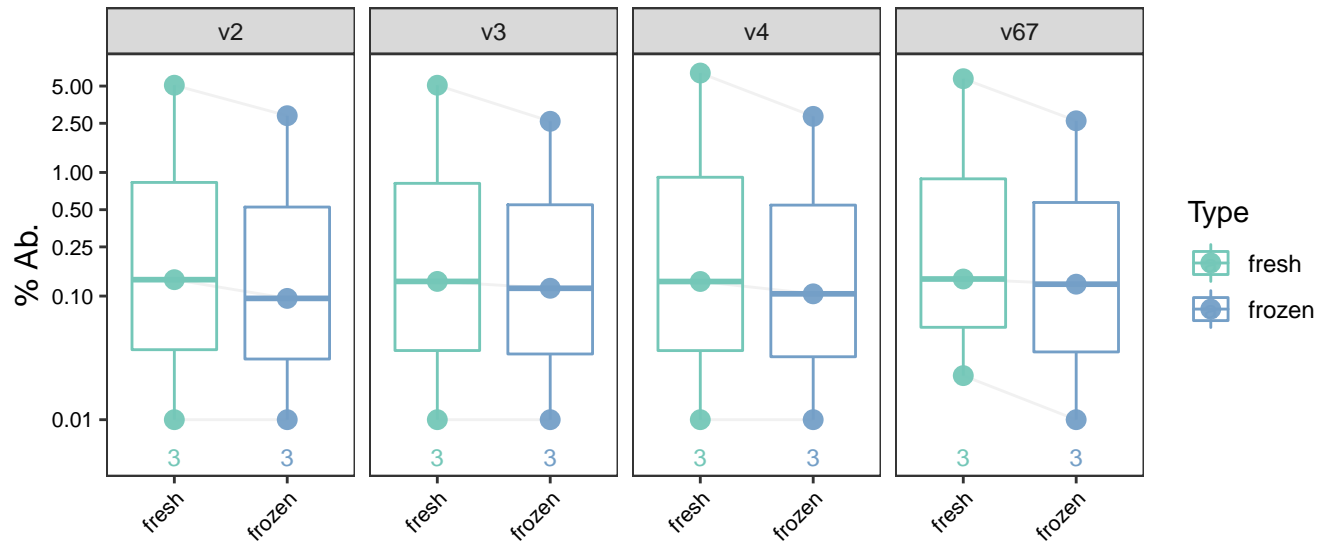 v2 v3 v4 v67
% Ab.
5.00
2.50
1.00
0.50
0.25
0.10
0.01
3 3 3 3 3 3 3 3
fresh frozen fresh frozen fresh frozen fresh frozen
Type
fresh
frozen